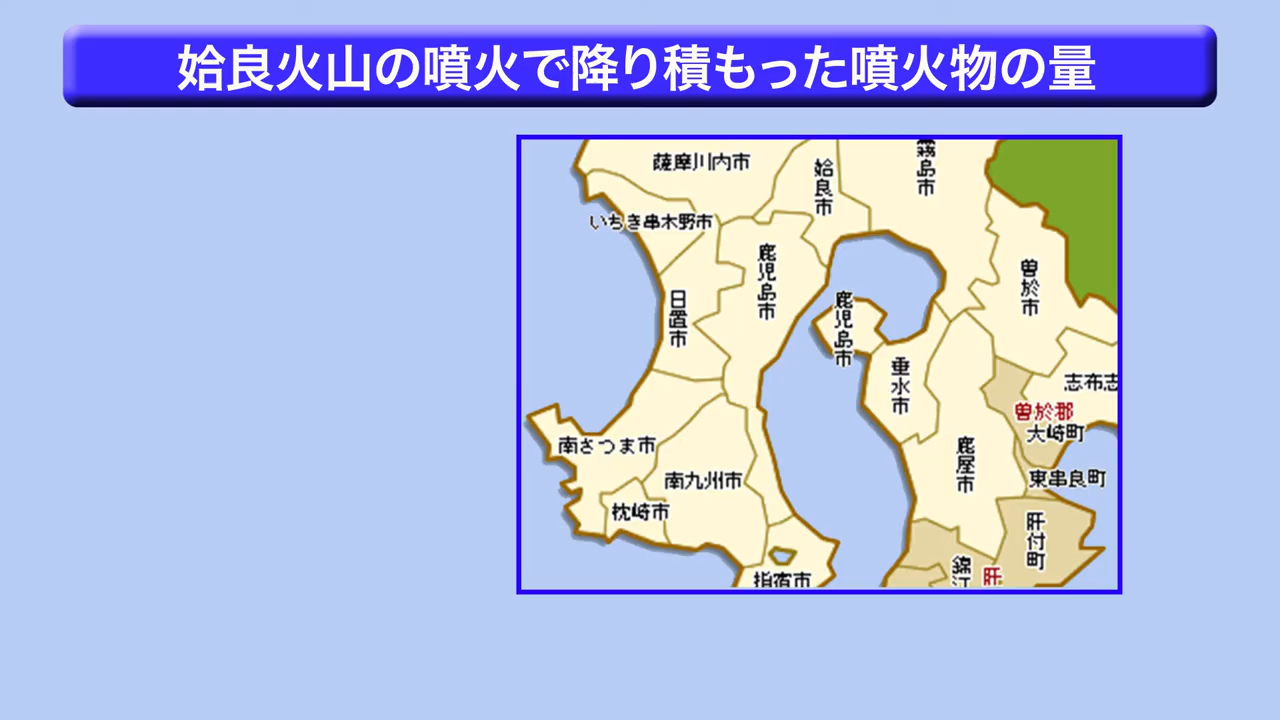 姶良火山の噴火で降り積もった噴火物の量
薩摩川内市
姶良市
霧島市
いちき串木野市
鹿児島市
曽於市
日置市
鹿児島市
垂水市
志布志
曽於郡
大崎町
南さつま市
鹿屋市
南九州市
東串良町
枕崎市
肝付町
錦江
肝
指宿市